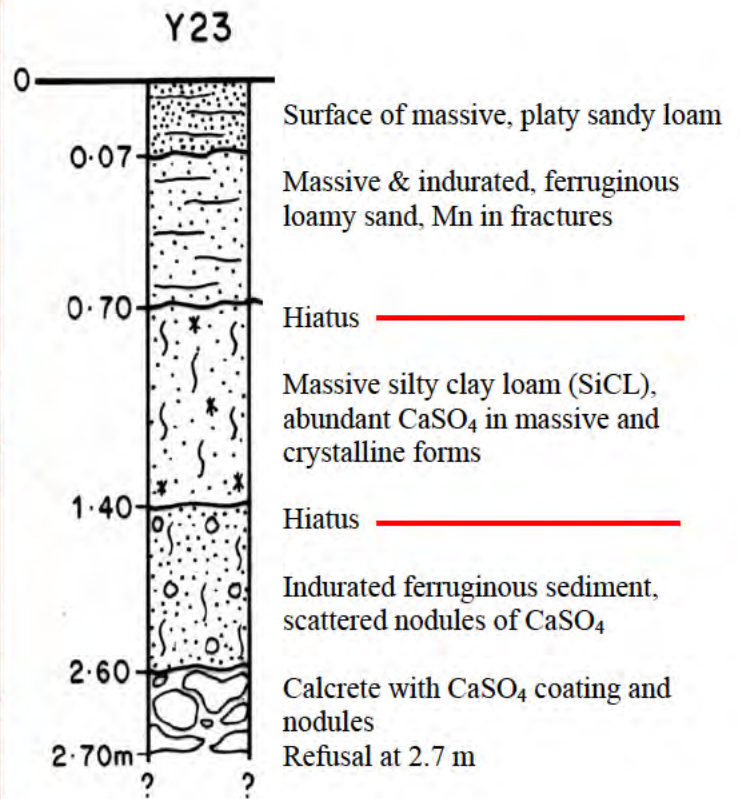 Y23
0
Surface of massive, platy sandy loam
0·07
Massive & indurated, ferruginous
loamy sand, Mn in fractures
0·70
Hiatus
Massive silty clay loam (SiCL),
abundant CaSO₄ in massive and
crystalline forms
1·40
Hiatus
Indurated ferruginous sediment,
scattered nodules of CaSO₄
2·60
Calcrete with CaSO₄ coating and
nodules
2·70m
Refusal at 2.7 m
? ?